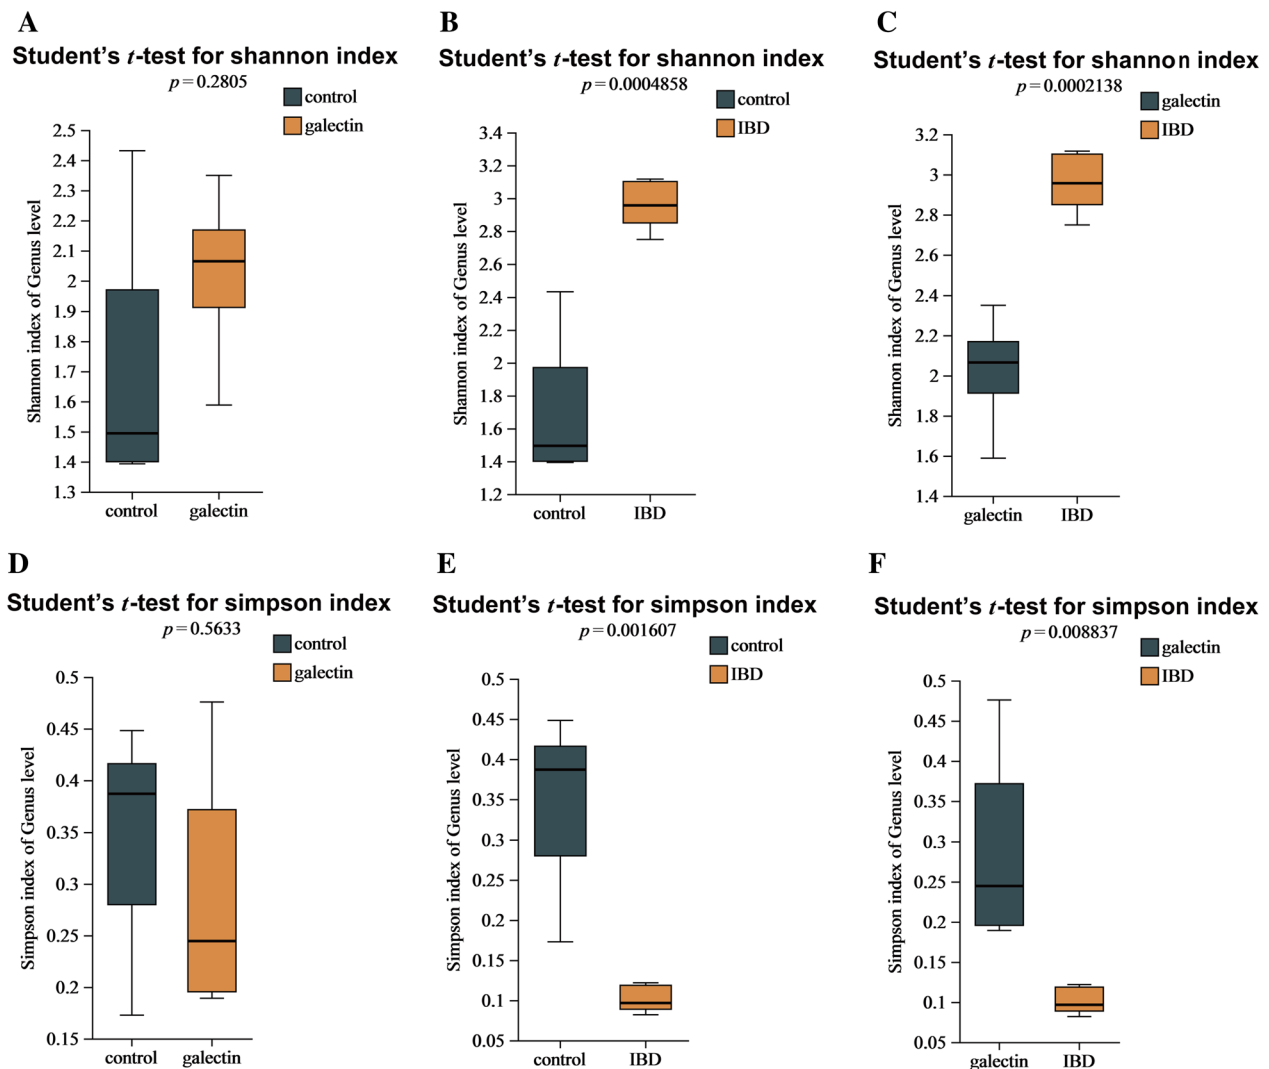 A
Student's t-test for shannon index
p = 0.2805
control
galectin
Shannon index of Genus level
2.5
2.4
2.3
2.2
2.1
2
1.9
1.8
1.7
1.6
1.5
1.4
1.3
control
galectin
B
Student's t-test for shannon index
p = 0.0004858
control
IBD
Shannon index of Genus level
3.4
3.2
3
2.8
2.6
2.4
2.2
2
1.8
1.6
1.4
1.2
control
IBD
C
Student's t-test for shannon index
p = 0.0002138
galectin
IBD
Shannon index of Genus level
3.2
3
2.8
2.6
2.4
2.2
2
1.8
1.6
1.4
galectin
IBD
D
Student's t-test for simpson index
p = 0.5633
control
galectin
Simpson index of Genus level
0.5
0.45
0.4
0.35
0.3
0.25
0.2
0.15
control
galectin
E
Student's t-test for simpson index
p = 0.001607
control
IBD
Simpson index of Genus level
0.5
0.45
0.4
0.35
0.3
0.25
0.2
0.15
0.1
0.05
control
IBD
F
Student's t-test for simpson index
p = 0.008837
galectin
IBD
Simpson index of Genus level
0.5
0.45
0.4
0.35
0.3
0.25
0.2
0.15
0.1
0.05
galectin
IBD